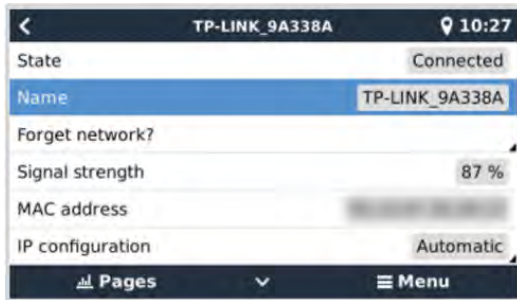 TP-LINK_9A338A 10:27
State Connected
Name TP-LINK_9A338A
Forget network?
Signal strength 87 %
MAC address
IP configuration Automatic
Pages Menu